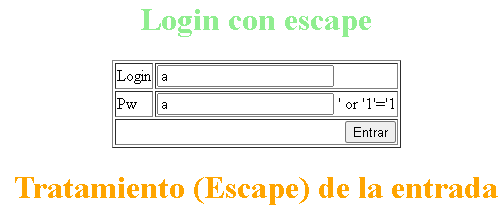 Login con escape
Login a
Pw a ' or '1'='1
Entrar
Tratamiento (Escape) de la entrada